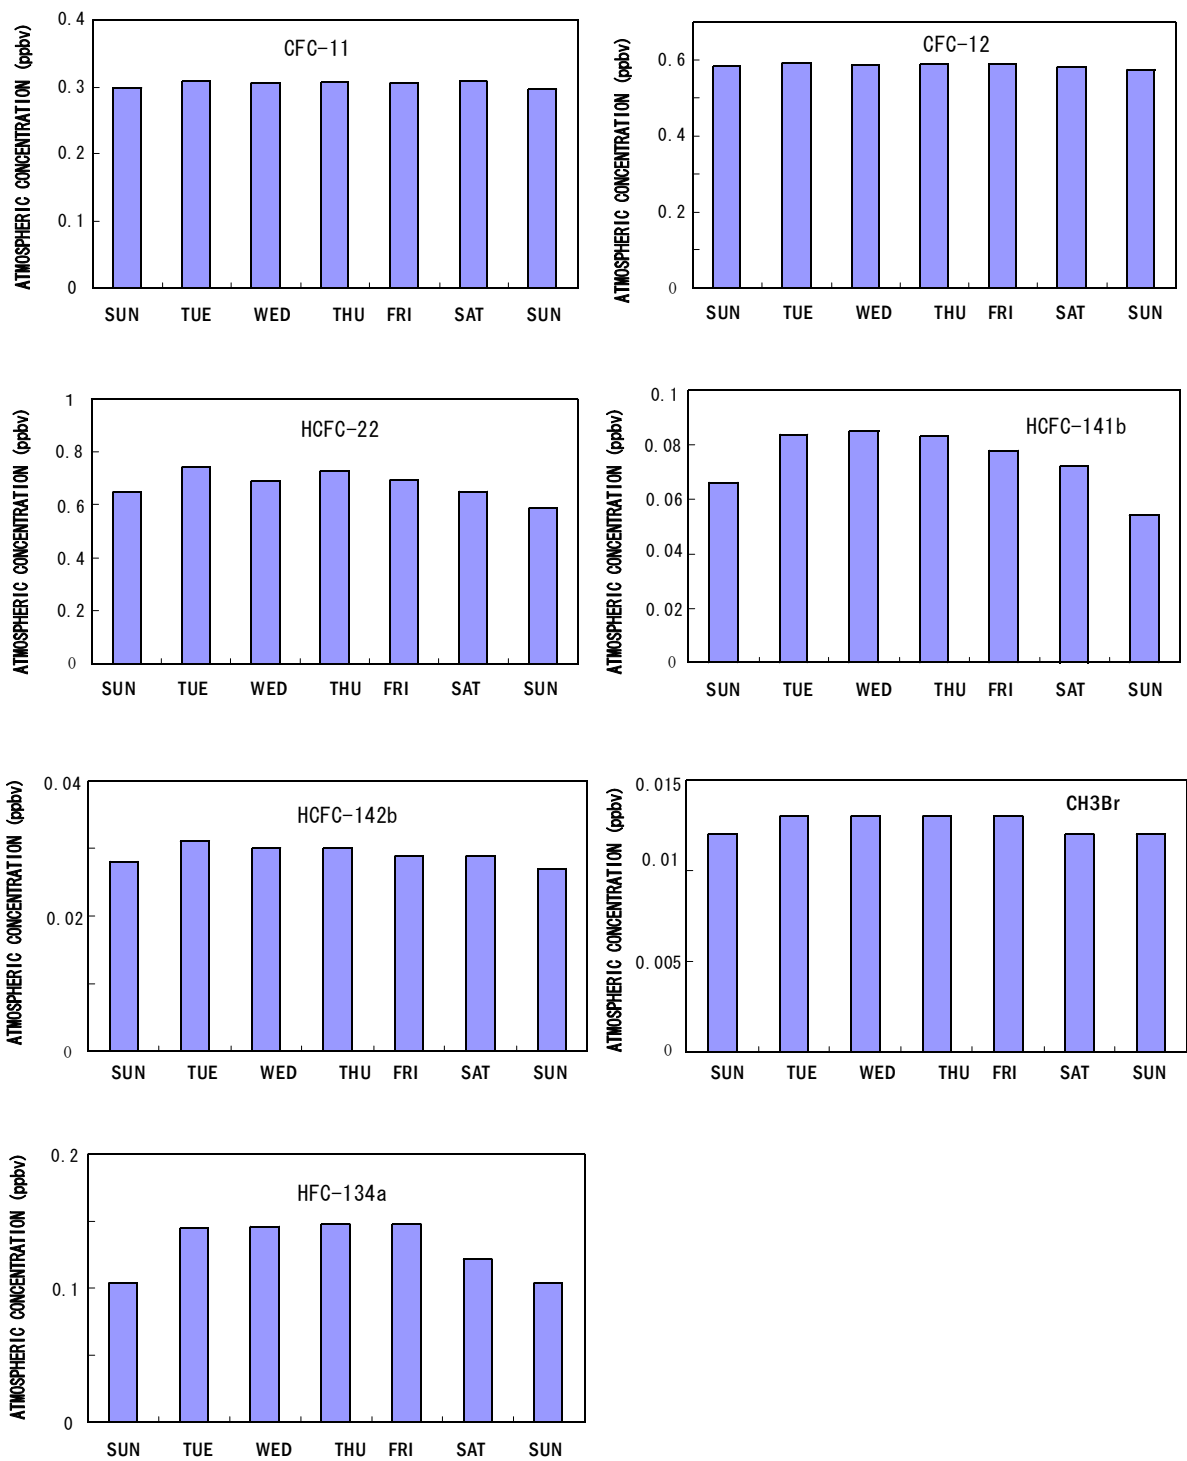 ATMOSPHERIC CONCENTRATION (ppbv)
0.4
0.3
0.2
0.1
0
CFC-11
SUN TUE WED THU FRI SAT SUN
ATMOSPHERIC CONCENTRATION (ppbv)
0.6
0.4
0.2
0
CFC-12
SUN TUE WED THU FRI SAT SUN
ATMOSPHERIC CONCENTRATION (ppbv)
1
0.8
0.6
0.4
0.2
0
HCFC-22
SUN TUE WED THU FRI SAT SUN
ATMOSPHERIC CONCENTRATION (ppbv)
0.1
0.08
0.06
0.04
0.02
0
HCFC-141b
SUN TUE WED THU FRI SAT SUN
ATMOSPHERIC CONCENTRATION (ppbv)
0.04
0.02
0
HCFC-142b
SUN TUE WED THU FRI SAT SUN
ATMOSPHERIC CONCENTRATION (ppbv)
0.015
0.01
0.005
0
CH3Br
SUN TUE WED THU FRI SAT SUN
ATMOSPHERIC CONCENTRATION (ppbv)
0.2
0.1
0
HFC-134a
SUN TUE WED THU FRI SAT SUN